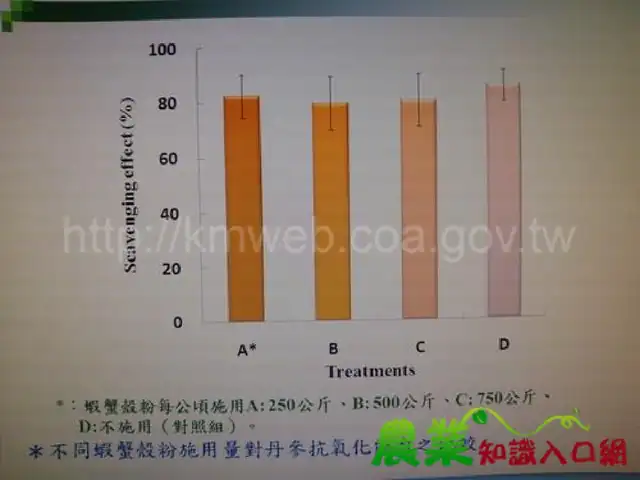 100
80
60
40
20
0
Scavenging effect (%)
http://kmweb.coa.gov.tw
A* B C D
Treatments
*：蝦蟹殼粉每公頃施用A:250公斤、B:500公斤、C:750公斤、
D:不施用（對照組）。
＊不同蝦蟹殼粉施用量對丹參抗氧化 之
農業知識入口網